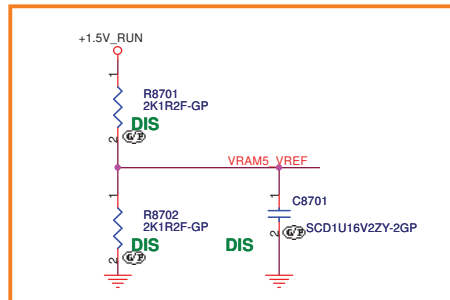 +1.5V_RUN
1
R8701
2K1R2F-GP
DIS
2
G/P
VRAM5_VREF
1
R8702
2K1R2F-GP
DIS
2
G/P
1
C8701
SCD1U16V2ZY-2GP
DIS
2
G/P